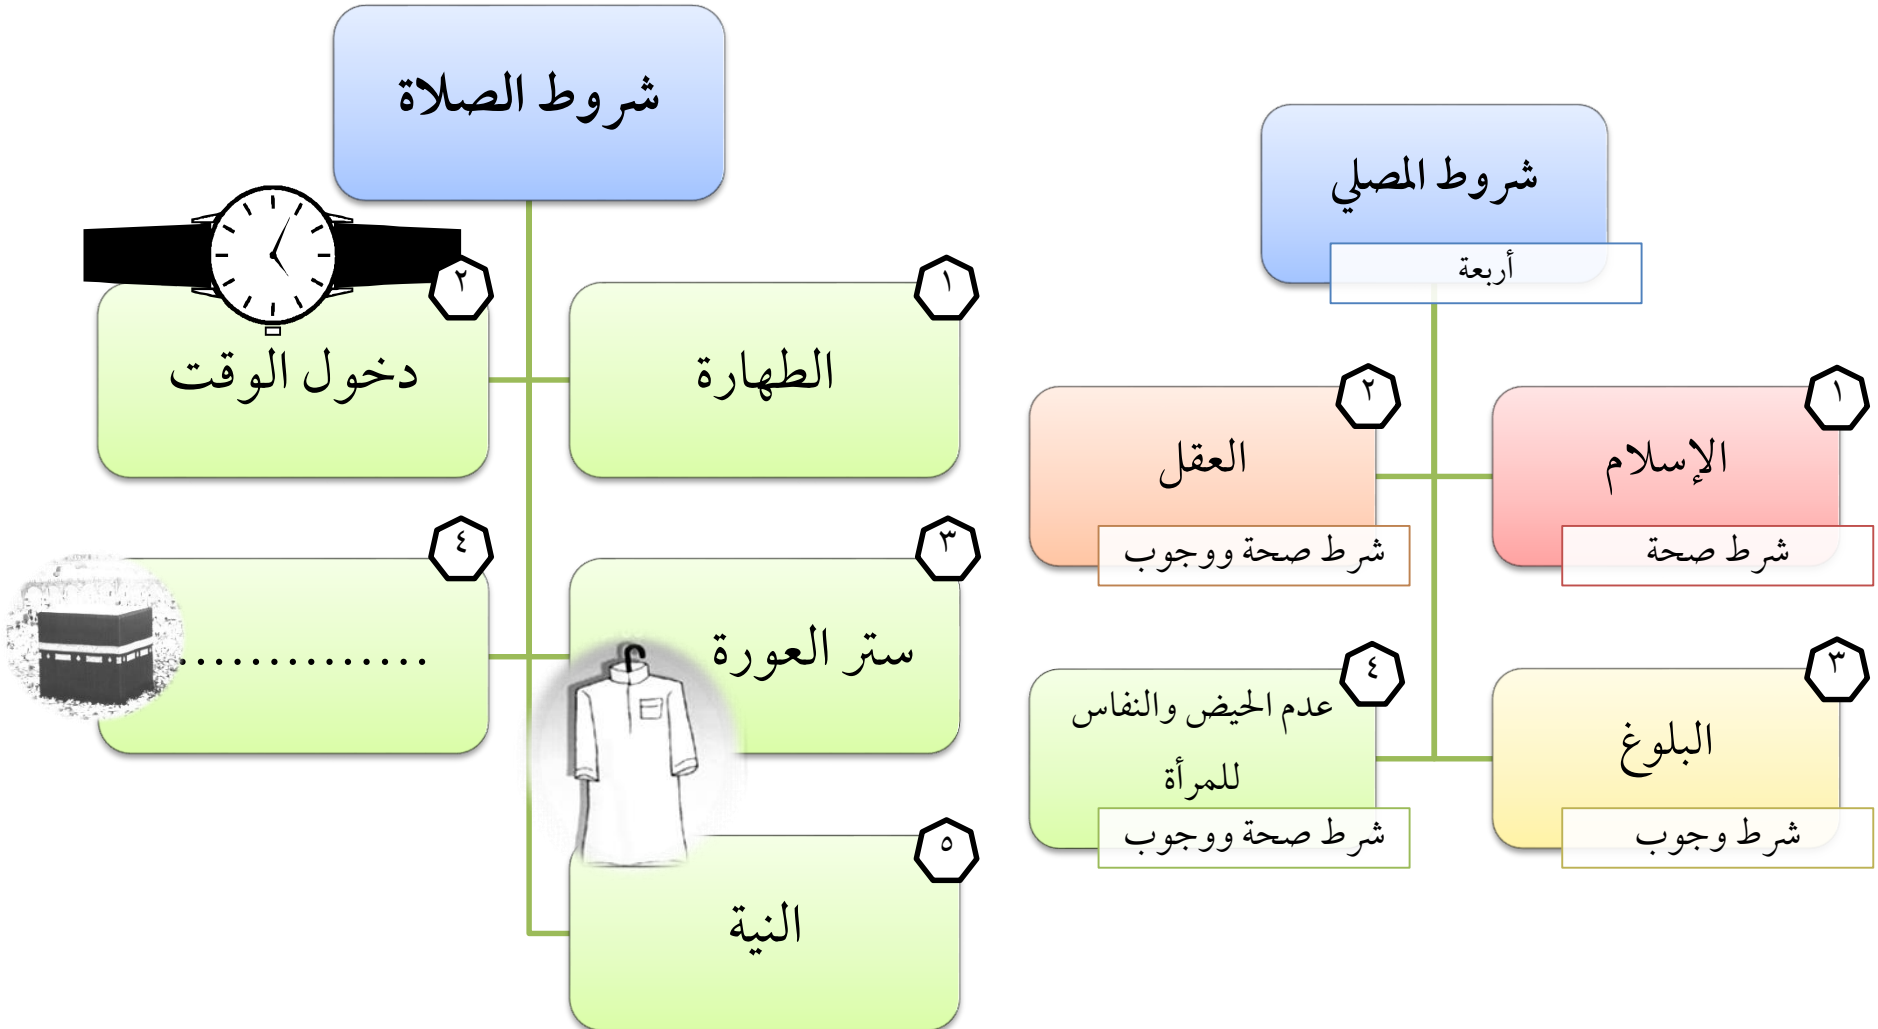 شروط المصلي
أربعة
١
الإسلام
شرط صحة
٢
العقل
شرط صحة ووجوب
٣
البلوغ
شرط وجوب
٤
عدم الحيض والنفاس
للمرأة
شرط صحة ووجوب
شروط الصلاة
١
الطهارة
٢
دخول الوقت
٣
ستر العورة
٤
..............
٥
النية